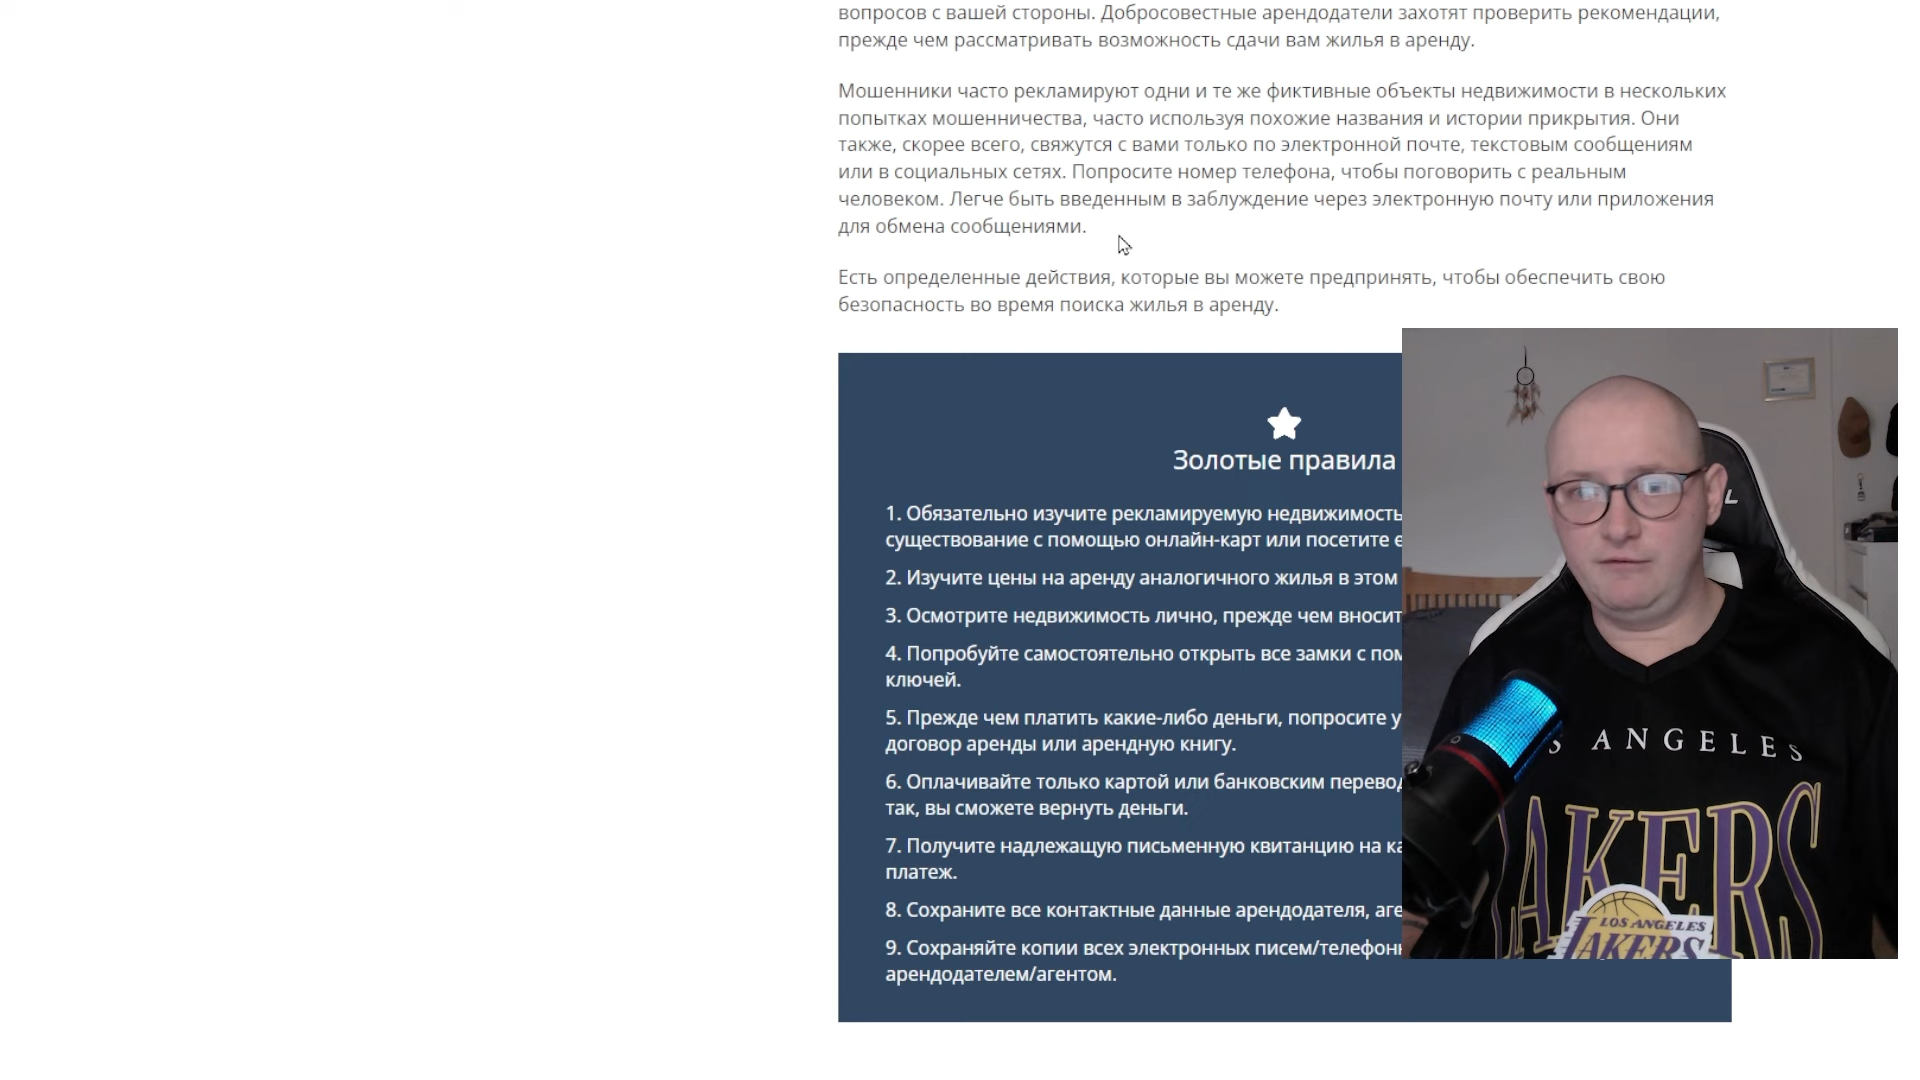 вопросов с вашей стороны. Добросовестные арендодатели захотят проверить рекомендации,
прежде чем рассматривать возможность сдачи вам жилья в аренду.
Мошенники часто рекламируют одни и те же фиктивные объекты недвижимости в нескольких
попытках мошенничества, часто используя похожие названия и истории прикрытия. Они
также, скорее всего, свяжутся с вами только по электронной почте, текстовым сообщениям
или в социальных сетях. Попросите номер телефона, чтобы поговорить с реальным
человеком. Легче быть введенным в заблуждение через электронную почту или приложения
для обмена сообщениями.
Есть определенные действия, которые вы можете предпринять, чтобы обеспечить свою
безопасность во время поиска жилья в аренду.
Золотые правила
1. Обязательно изучите рекламируемую недвижимость
существование с помощью онлайн-карт или посетите
2. Изучите цены на аренду аналогичного жилья в этом
3. Осмотрите недвижимость лично, прежде чем
4. Попробуйте самостоятельно открыть все замки с
ключей.
5. Прежде чем платить какие-либо деньги, попросите
договор аренды или арендную книгу.
6. Оплачивайте только картой или банковским
так, вы сможете вернуть деньги.
7. Получите надлежащую письменную квитанцию на
платеж.
8. Сохраните все контактные данные арендодателя,
9. Сохраняйте копии всех электронных
арендодателем/агентом.
S ANGELES
LAKERS
LOS ANGELES
LAKERS